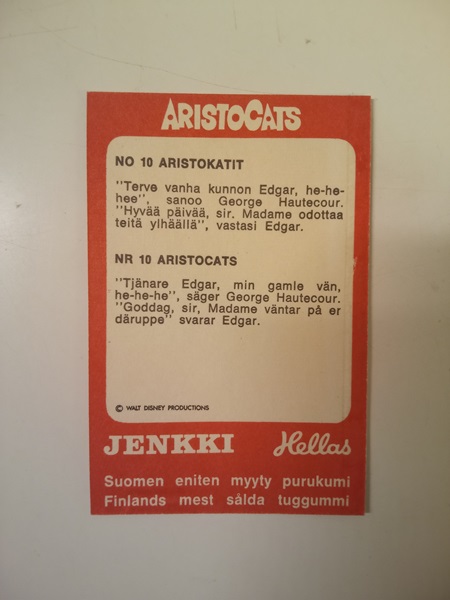 ARISTOCATS
NO 10 ARISTOKATIT
"Terve vanha kunnon Edgar, he-he-
hee", sanoo George Hautecour.
"Hyvää päivää, sir. Madame odottaa
teitä ylhäällä", vastasi Edgar.
NR 10 ARISTOCATS
"Tjänare Edgar, min gamle vän,
he-he-he", säger George Hautecour.
"Goddag, sir, Madame väntar på er
däruppe" svarar Edgar.
© WALT DISNEY PRODUCTIONS
JENKKI Hellas
Suomen eniten myyty purukumi
Finlands mest sålda tuggummi